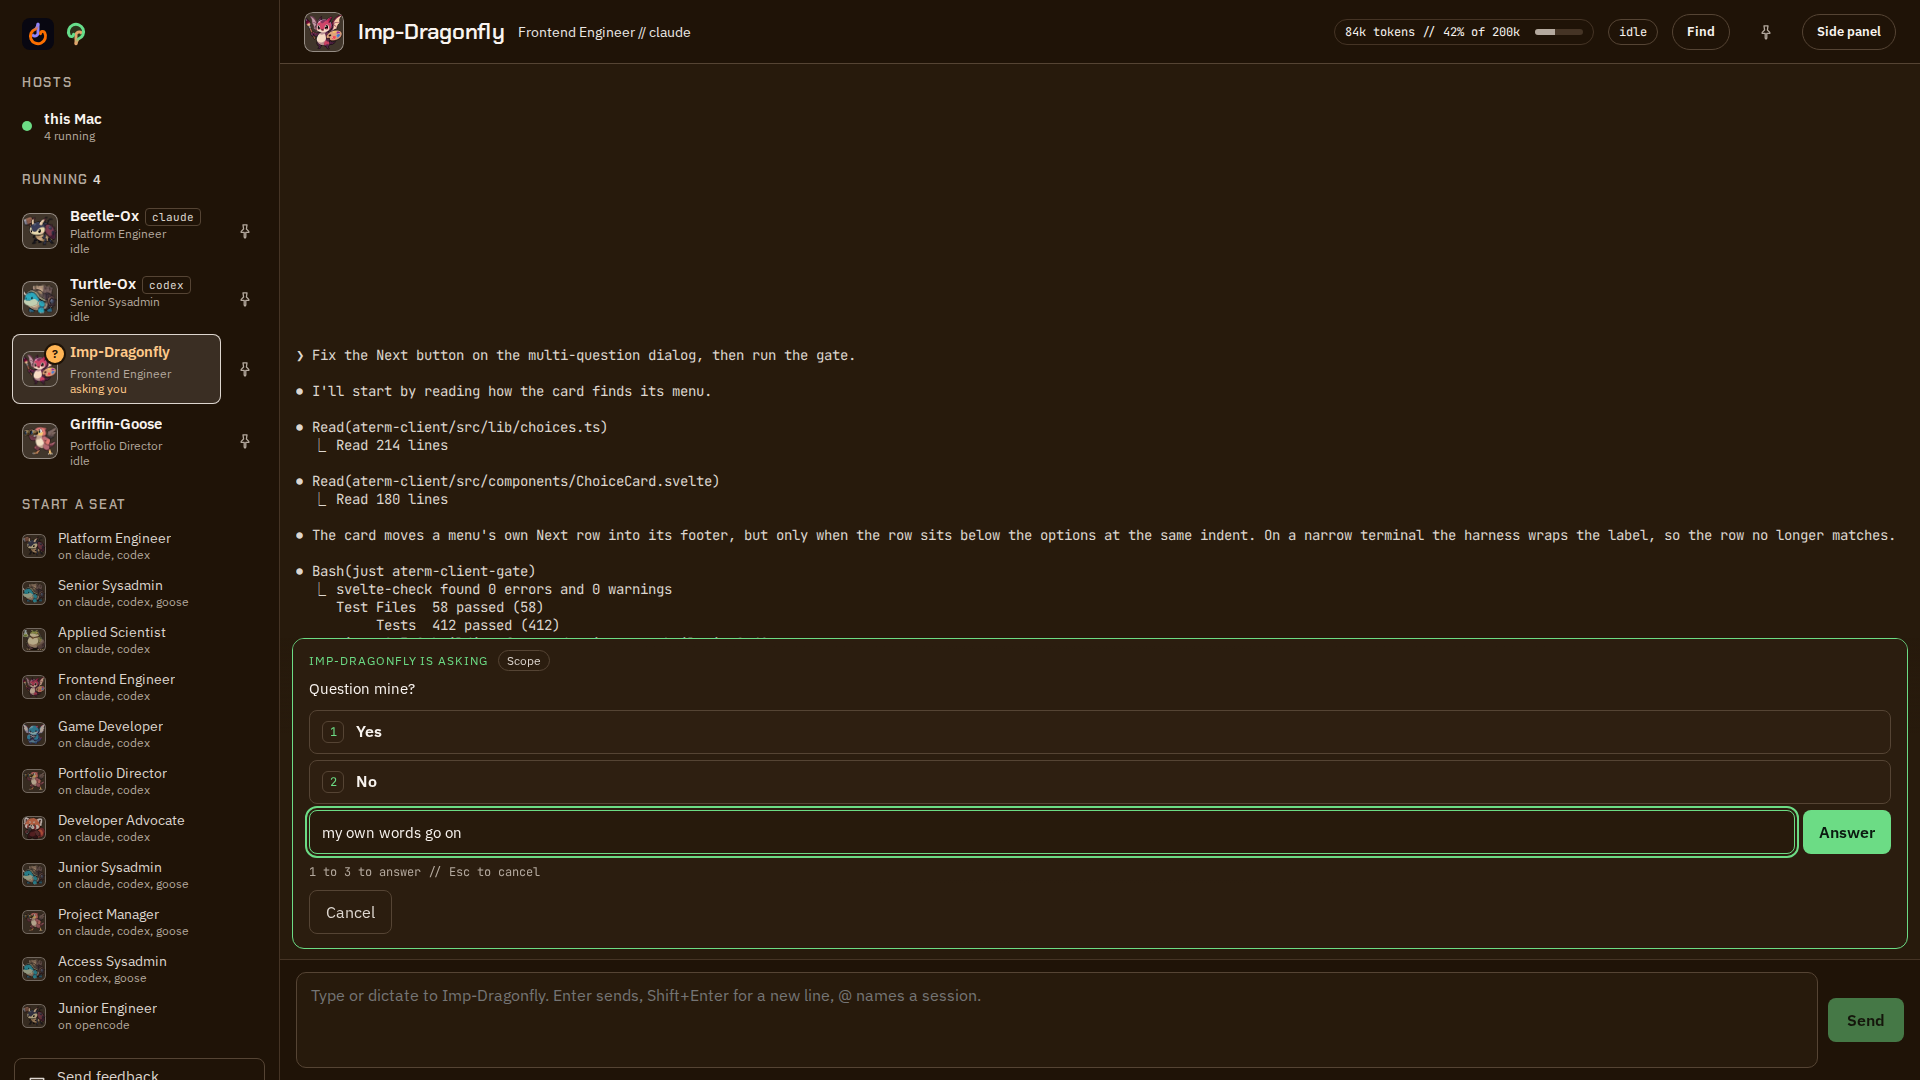 HOSTS
this Mac
4 running
RUNNING 4
Beetle-Ox claude
Platform Engineer
idle
Turtle-Ox codex
Senior Sysadmin
idle
?
Imp-Dragonfly
Frontend Engineer
asking you
Griffin-Goose
Portfolio Director
idle
START A SEAT
Platform Engineer
on claude, codex
Senior Sysadmin
on claude, codex, goose
Applied Scientist
on claude, codex
Frontend Engineer
on claude, codex
Game Developer
on claude, codex
Portfolio Director
on claude, codex
Developer Advocate
on claude, codex
Junior Sysadmin
on claude, codex, goose
Project Manager
on claude, codex, goose
Access Sysadmin
on codex, goose
Junior Engineer
on opencode
Send feedback
Imp-Dragonfly Frontend Engineer // claude
84k tokens // 42% of 200k
idle
Find
Side panel
❯ Fix the Next button on the multi-question dialog, then run the gate.
● I'll start by reading how the card finds its menu.
● Read(aterm-client/src/lib/choices.ts)
⎿ Read 214 lines
● Read(aterm-client/src/components/ChoiceCard.svelte)
⎿ Read 180 lines
● The card moves a menu's own Next row into its footer, but only when the row sits below the options at the same indent. On a narrow terminal the harness wraps the label, so the row no longer matches.
● Bash(just aterm-client-gate)
⎿ svelte-check found 0 errors and 0 warnings
Test Files 58 passed (58)
Tests 412 passed (412)
IMP-DRAGONFLY IS ASKING Scope
Question mine?
1 Yes
2 No
my own words go on
Answer
1 to 3 to answer // Esc to cancel
Cancel
Type or dictate to Imp-Dragonfly. Enter sends, Shift+Enter for a new line, @ names a session.
Send